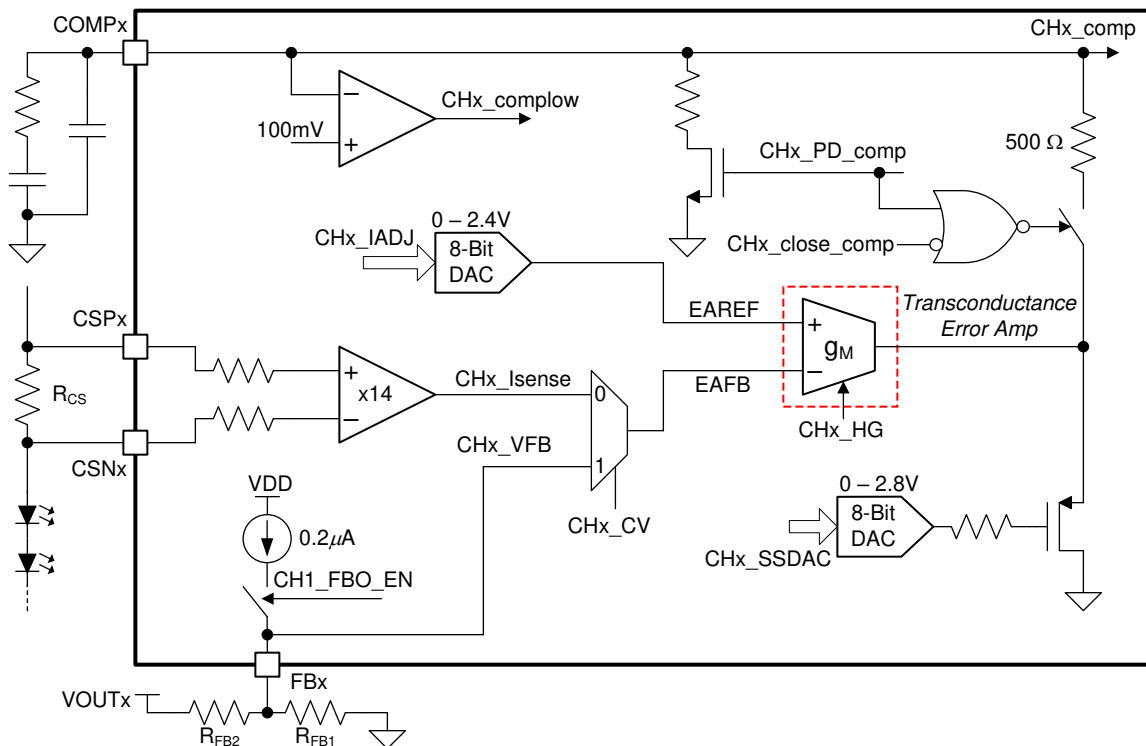 COMPx
CHx_comp
CHx_complow
100mV
CHx_PD_comp
500 Ω
CHx_close_comp
0 – 2.4V
CHx_IADJ
8-Bit
DAC
EAREF
Transconductance
Error Amp
CSPx
+
−
gM
RCS
x14
CHx_Isense
0
1
EAFB
CHx_HG
CSNx
CHx_VFB
VDD
0.2µA
CHx_CV
0 – 2.8V
8-Bit
DAC
CHx_SSDAC
CH1_FBO_EN
FBx
VOUTx
RFB2
RFB1